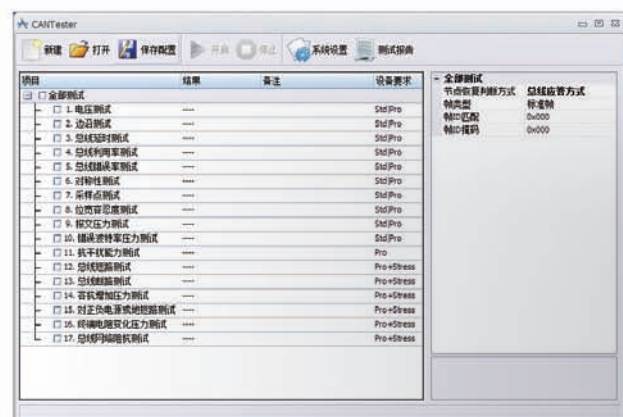 CANTester
新建 打开 保存配置 开启 停止 系统设置 测试报告
项目 结果 备注 设备要求
全部测试
1. 电压测试 ---- Std|Pro
2. 边沿测试 ---- Std|Pro
3. 总线延时测试 ---- Std|Pro
4. 总线利用率测试 ---- Std|Pro
5. 总线错误率测试 ---- Std|Pro
6. 对称性测试 ---- Std|Pro
7. 采样点测试 ---- Std|Pro
8. 位宽容忍度测试 ---- Std|Pro
9. 报文压力测试 ---- Std|Pro
10. 错误波特率压力测试 ---- Std|Pro
11. 抗干扰能力测试 ---- Pro
12. 总线短路测试 ---- Pro+Stress
13. 总线断路测试 ---- Pro+Stress
14. 容抗增加压力测试 ---- Pro+Stress
15. 对正负电源或地短路测试 ---- Pro+Stress
16. 终端电阻变化压力测试 ---- Pro+Stress
17. 总线网络阻抗测试 ---- Pro+Stress
全部测试
节点恢复判断方式 总线应答方式
帧类型 标准帧
帧ID匹配 0x000
帧ID掩码 0x000